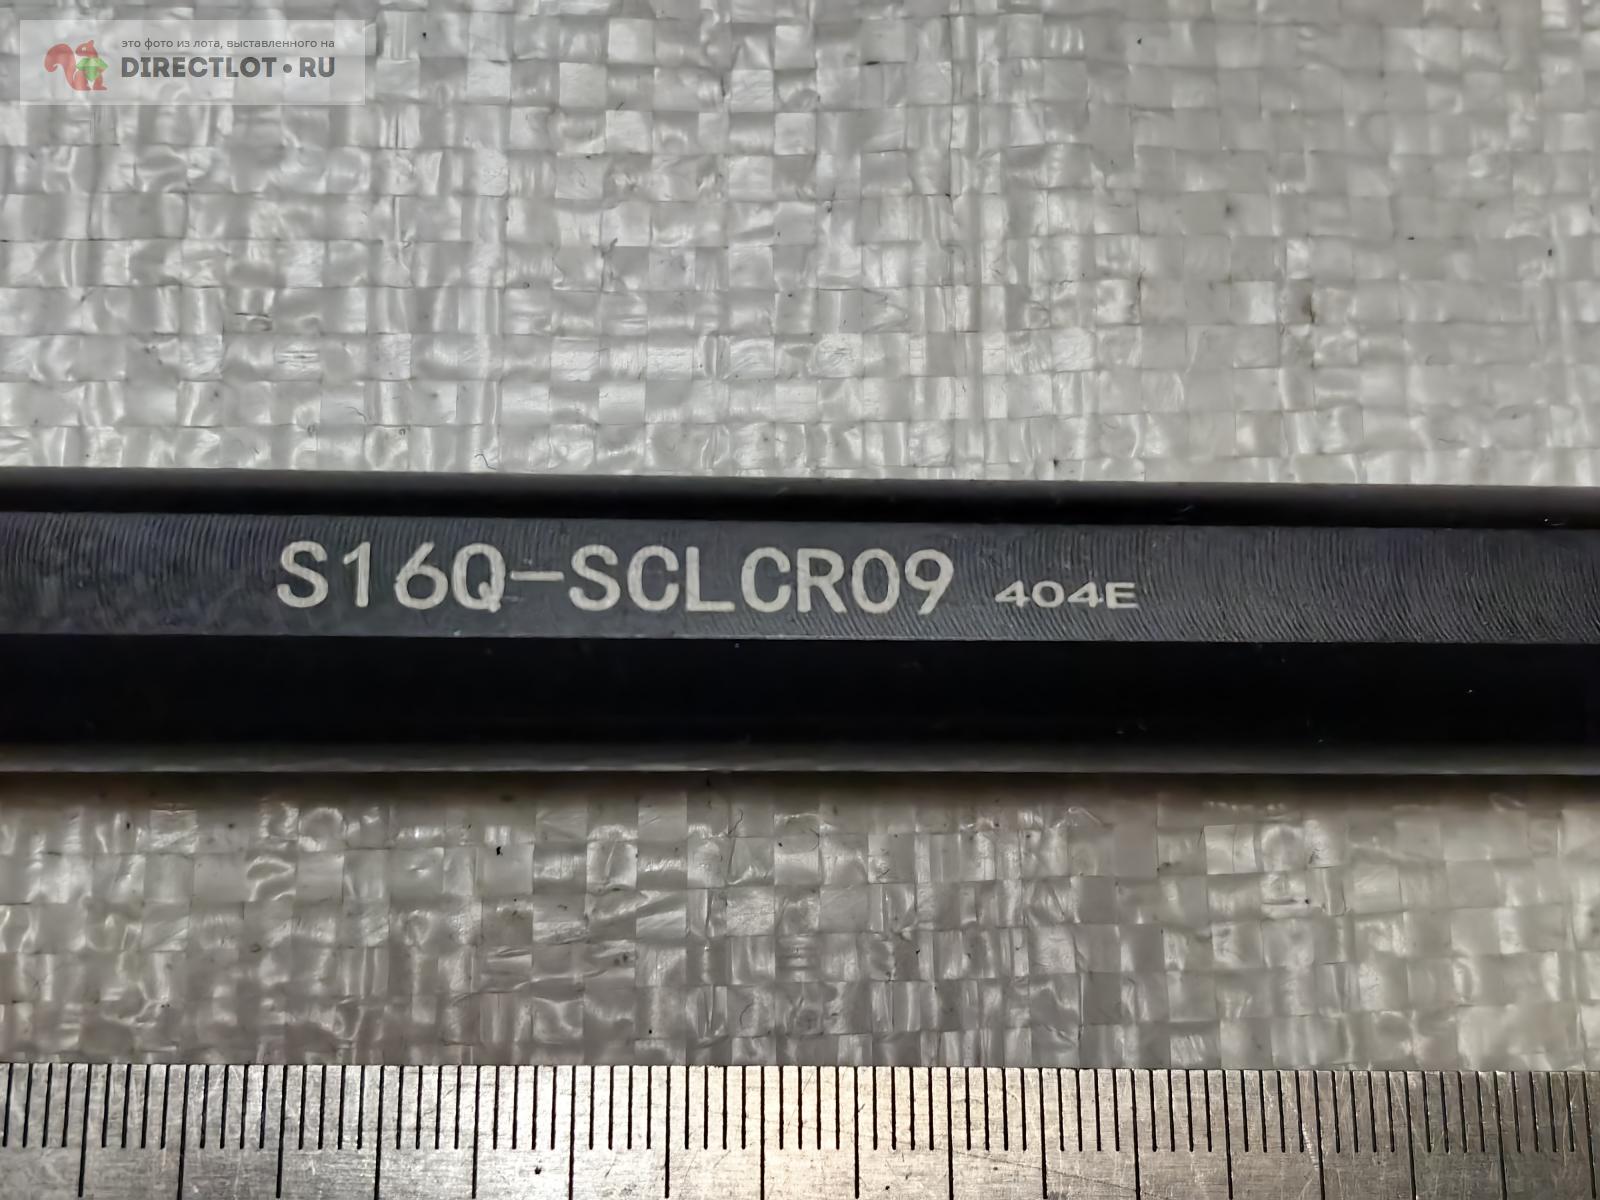 это фото из лота, выставленного на
DIRECTLOT•RU
S16Q-SCLCR09 404E